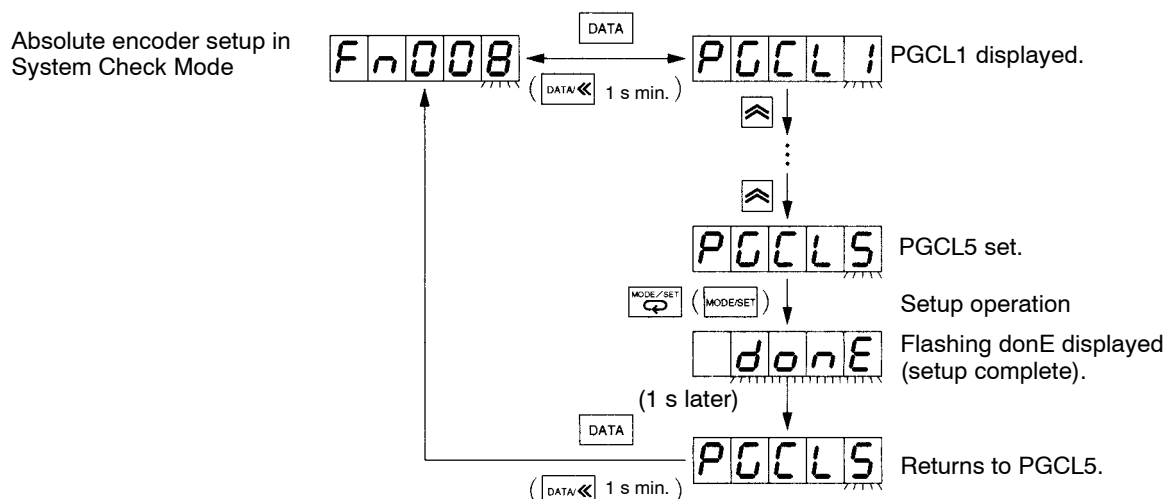 Absolute encoder setup in
System Check Mode
Fn008
DATA
(DATA/≪ 1 s min.)
PGCL1
PGCL1 displayed.
⋮
PGCL5
PGCL5 set.
MODE/SET (MODE/SET)
Setup operation
donE
Flashing donE displayed
(setup complete).
(1 s later)
DATA
(DATA/≪ 1 s min.)
PGCL5
Returns to PGCL5.